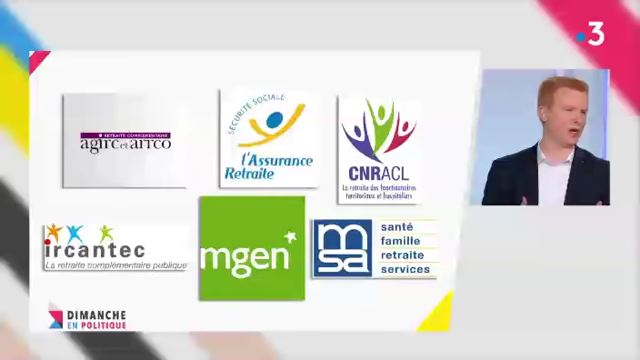 3
RETRAITE COMPLÉMENTAIRE
agirc et arrco
SÉCURITÉ SOCIALE
l'Assurance
Retraite
CNRACL
La retraite des fonctionnaires
territoriaux et hospitaliers
ircantec
La retraite complémentaire publique
mgen
msa
santé
famille
retraite
services
DIMANCHE
EN POLITIQUE